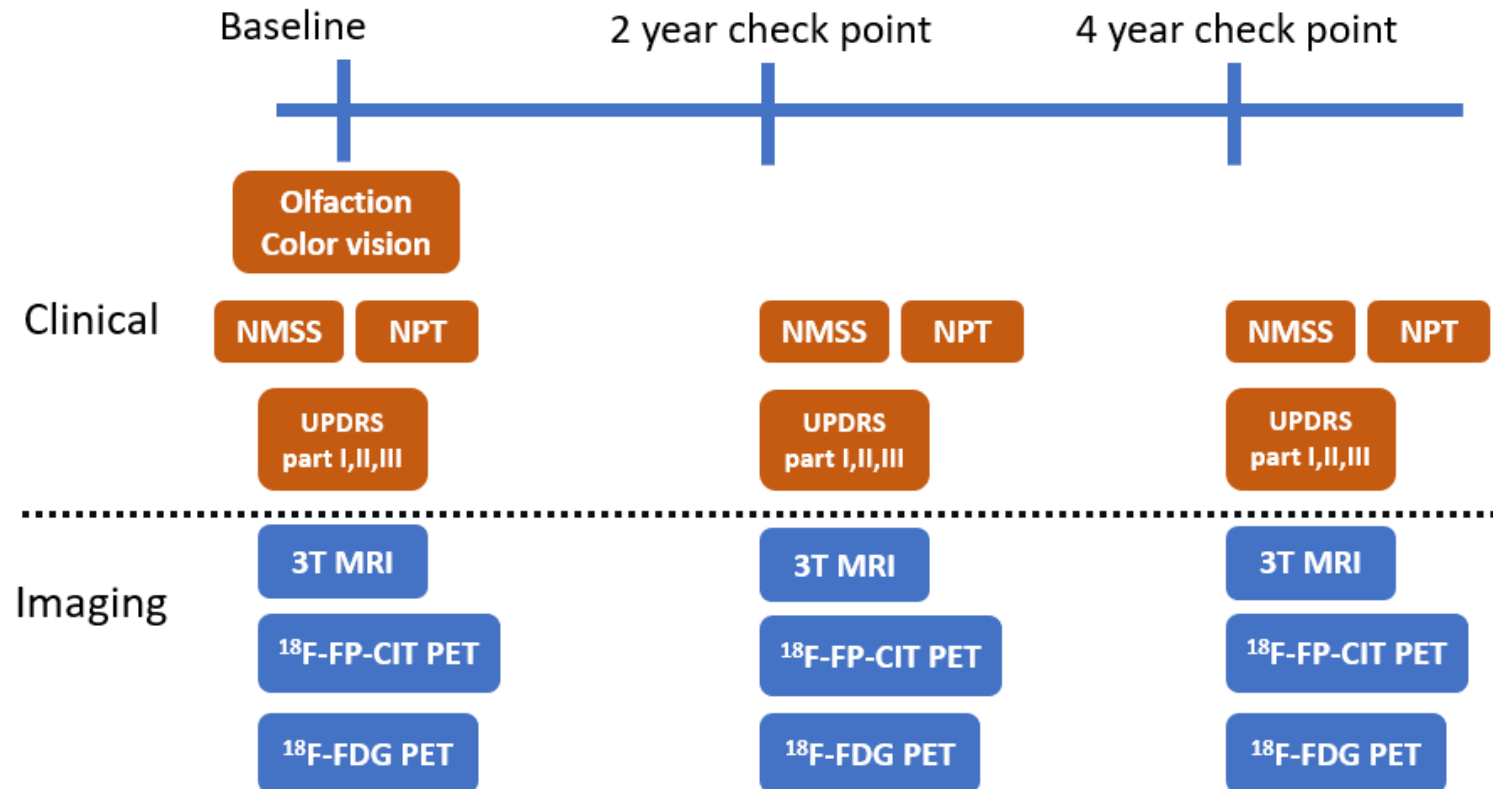 Baseline
2 year check point
4 year check point
Olfaction
Color vision
Clinical
NMSS
NPT
NMSS
NPT
NMSS
NPT
UPDRS
part I,II,III
UPDRS
part I,II,III
UPDRS
part I,II,III
Imaging
3T MRI
3T MRI
3T MRI
¹⁸F-FP-CIT PET
¹⁸F-FP-CIT PET
¹⁸F-FP-CIT PET
¹⁸F-FDG PET
¹⁸F-FDG PET
¹⁸F-FDG PET